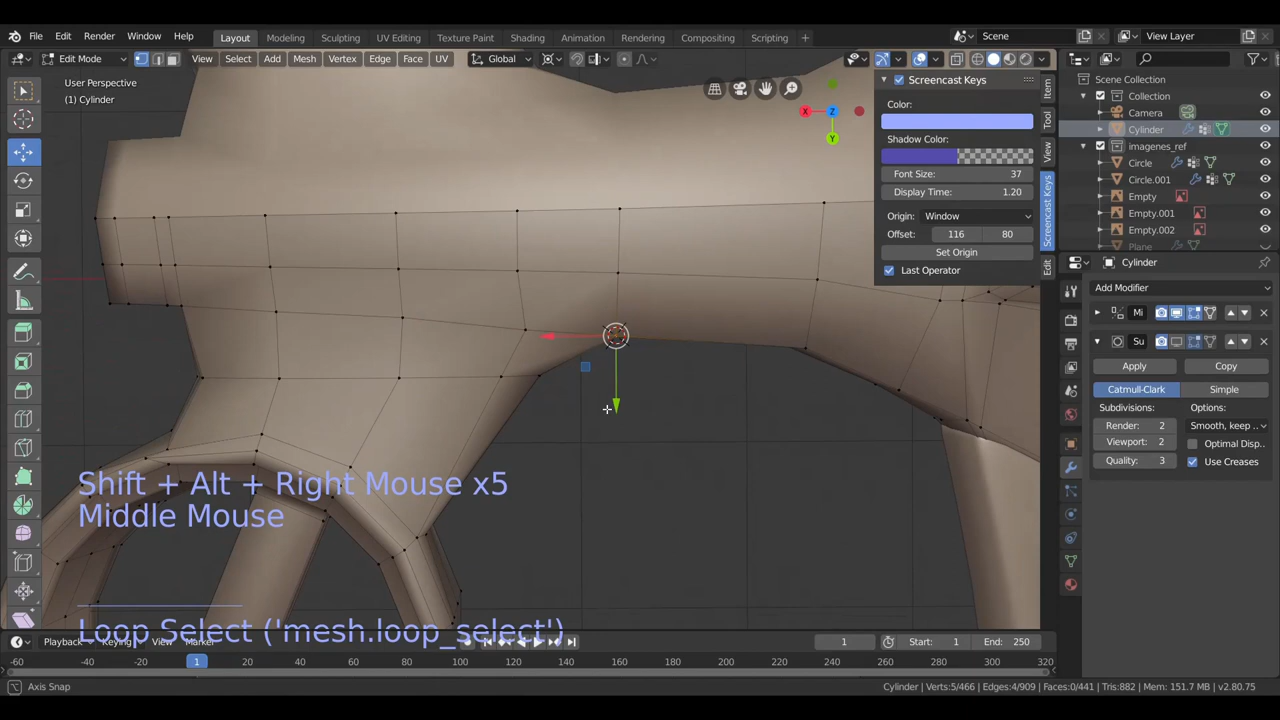 File Edit Render Window Help Layout Modeling Sculpting UV Editing Texture Paint Shading Animation Rendering Compositing Scripting + Scene View Layer
Edit Mode View Select Add Mesh Vertex Edge Face UV Global
User Perspective
(1) Cylinder
X
Z
Y
Screencast Keys
Color:
Shadow Color:
Font Size: 37
Display Time: 1.20
Origin: Window
Offset: 116 80
Set Origin
Last Operator
Item
Tool
View
Screencast Keys
Edit
Scene Collection
Collection
Camera
Cylinder
imagenes_ref
Circle
Circle.001
Empty
Empty.001
Empty.002
Plane
Cylinder
Add Modifier
Mi
Su
Apply Copy
Catmull-Clark Simple
Subdivisions: Options:
Render: 2 Smooth, keep ..
Viewport: 2 Optimal Disp..
Quality: 3 Use Creases
Shift + Alt + Right Mouse x5
Middle Mouse
Loop Select ('mesh.loop_select')
Playback Keying View Marker 1 Start: 1 End: 250
-60 -40 -20 1 20 40 60 80 100 120 140 160 180 200 220 240 260 280 300 320
Axis Snap Cylinder | Verts:5/466 | Edges:4/909 | Faces:0/441 | Tris:882 | Mem: 151.7 MB | v2.80.75